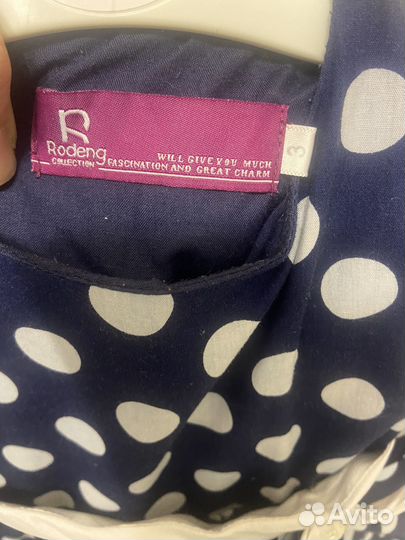 R
Rodeng
COLLECTION
WILL GIVE YOU MUCH
FASCINATION AND GREAT CHARM
3
Avito